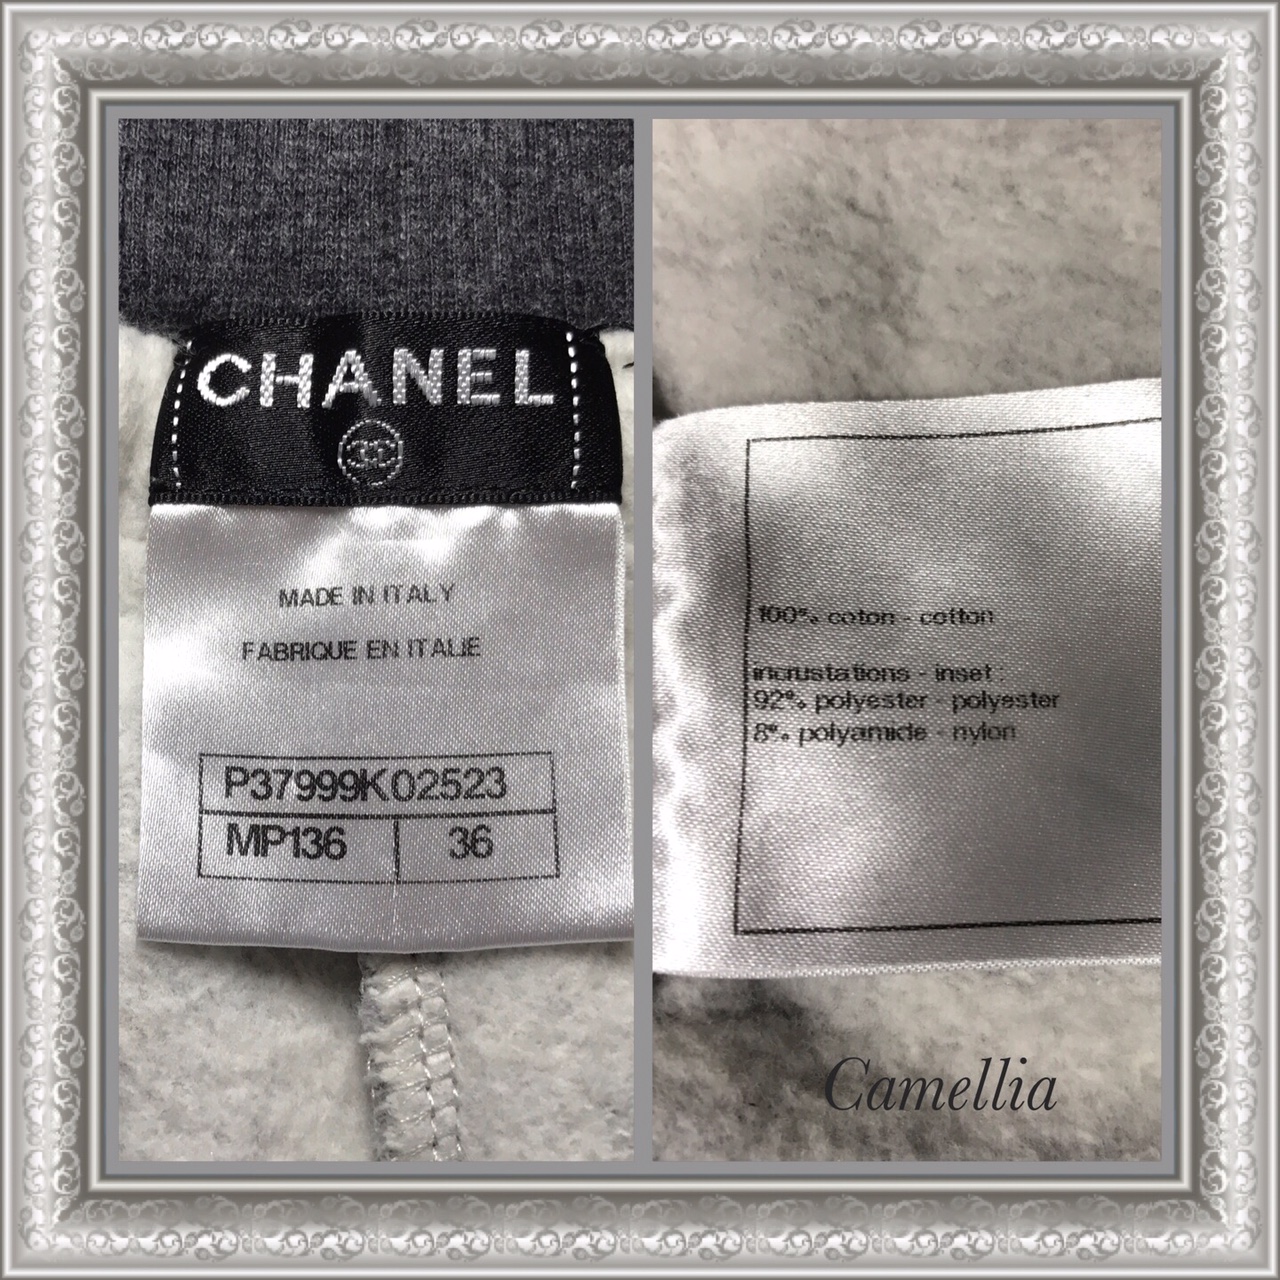 CHANEL
MADE IN ITALY
FABRIQUE EN ITALIE
P37999K02523
MP136 36
100% coton - cotton
incrustations - inset :
92% polyester - polyester
8% polyamide - nylon
Camellia